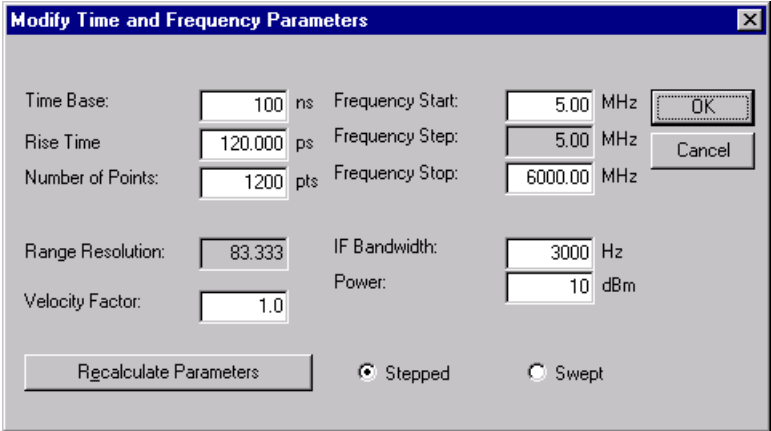 Modify Time and Frequency Parameters
Time Base: 100 ns Frequency Start: 5.00 MHz OK
Rise Time 120.000 ps Frequency Step: 5.00 MHz Cancel
Number of Points: 1200 pts Frequency Stop: 6000.00 MHz
Range Resolution: 83.333 IF Bandwidth: 3000 Hz
Velocity Factor: 1.0 Power: 10 dBm
Recalculate Parameters Stepped Swept